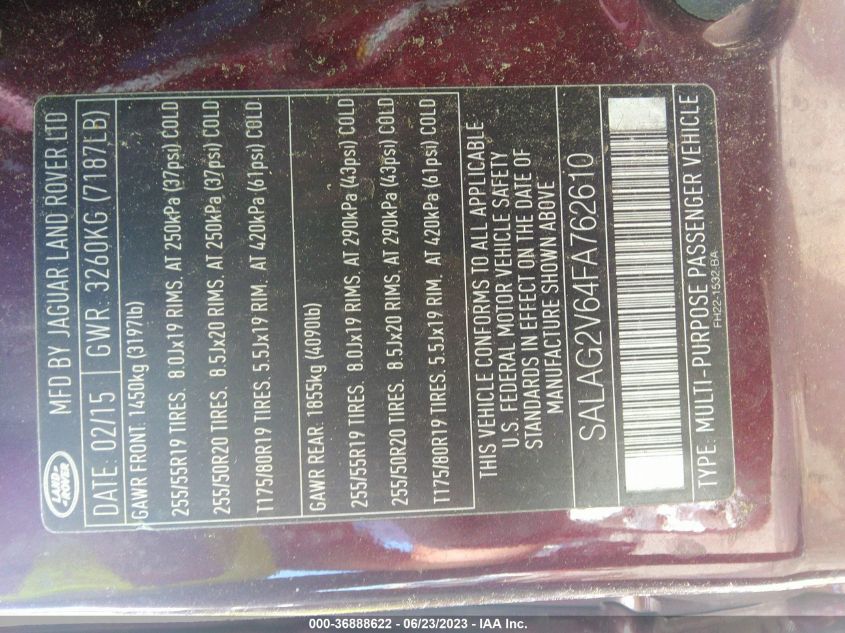 LAND ROVER
MFD BY JAGUAR LAND ROVER LTD
DATE: 02/15 GWR: 3260KG (7187LB)
GAWR FRONT: 1450kg (3197lb)
255/55R19 TIRES. 8.0Jx19 RIMS. AT 250kPa (37psi) COLD
255/50R20 TIRES. 8.5Jx20 RIMS. AT 250kPa (37psi) COLD
T175/80R19 TIRES. 5.5Jx19 RIM. AT 420kPa (61psi) COLD
GAWR REAR: 1855kg (4090lb)
255/55R19 TIRES. 8.0Jx19 RIMS. AT 290kPa (43psi) COLD
255/50R20 TIRES. 8.5Jx20 RIMS. AT 290kPa (43psi) COLD
T175/80R19 TIRES. 5.5Jx19 RIM. AT 420kPa (61psi) COLD
THIS VEHICLE CONFORMS TO ALL APPLICABLE
U.S. FEDERAL MOTOR VEHICLE SAFETY
STANDARDS IN EFFECT ON THE DATE OF
MANUFACTURE SHOWN ABOVE
SALAG2V64FA762610
TYPE: MULTI-PURPOSE PASSENGER VEHICLE
FH22-1532-BA
000-36888622 - 06/23/2023 - IAA Inc.